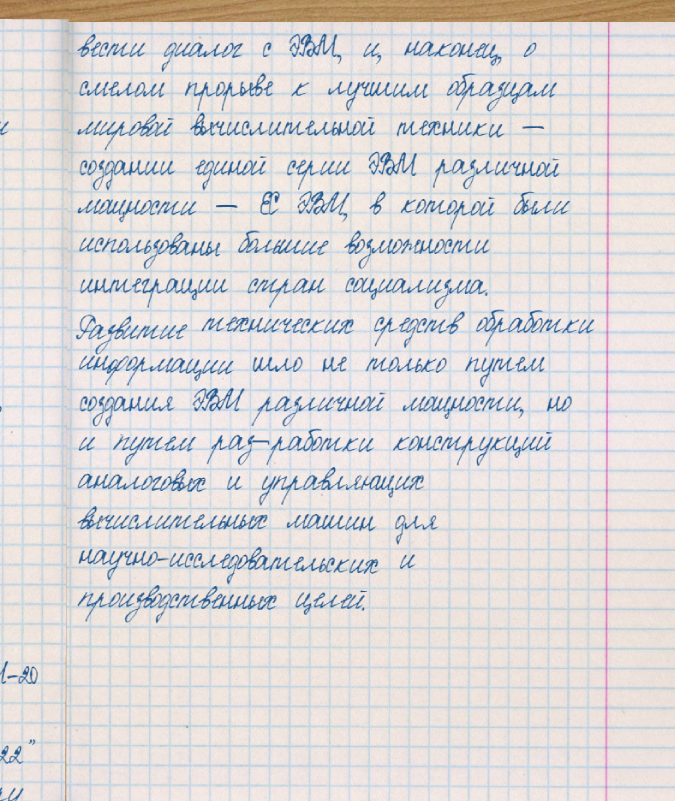 вести диалог с ЭВМ, и, наконец, о
смелом прорыве к лучшим образцам
мировой вычислительной техники —
создании единой серии ЭВМ различной
мощности — ЕС ЭВМ, в которой были
использованы большие возможности
интеграции стран социализма.
Развитие технических средств обработки
информации шло не только путем
создания ЭВМ различной мощности, но
и путем раз-работки конструкций
аналоговых и управляющих
вычислительных машин для
научно-исследовательских и
производственных целей.
-20
22"